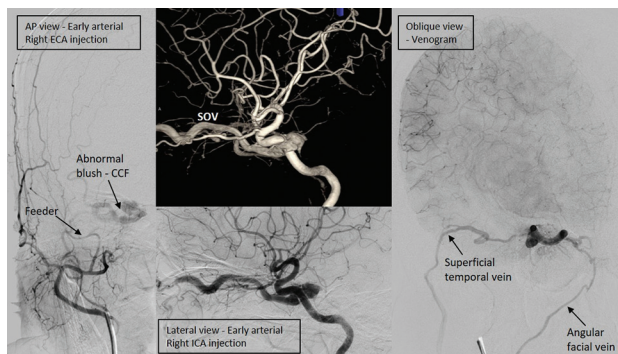 AP view - Early arterial
Right ECA injection
Abnormal
blush - CCF
Feeder
SOV
Lateral view - Early arterial
Right ICA injection
Oblique view
- Venogram
Superficial
temporal vein
Angular
facial vein